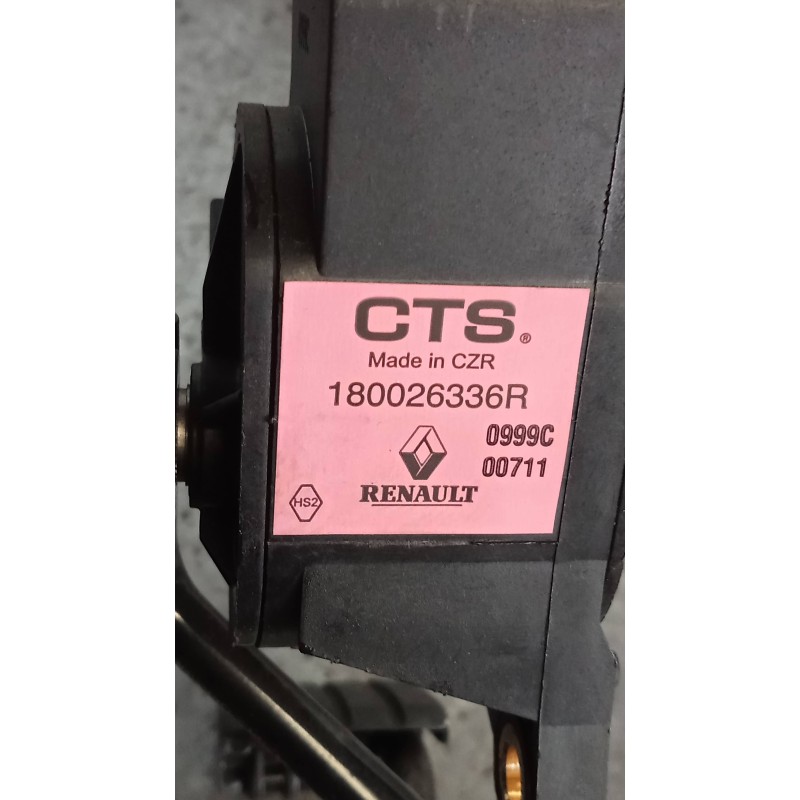 CTS®
Made in CZR
180026336R
0999C
00711
RENAULT
HS2